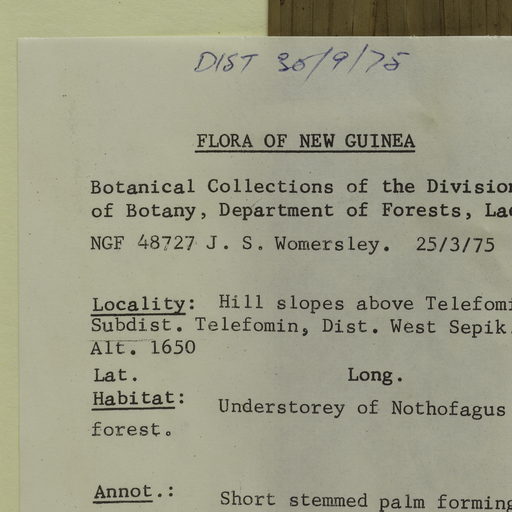 DIST 30/9/75
FLORA OF NEW GUINEA
Botanical Collections of the Division
of Botany, Department of Forests, Lae
NGF 48727 J. S. Womersley. 25/3/75
Locality: Hill slopes above Telefomi
Subdist. Telefomin, Dist. West Sepik.
Alt. 1650
Lat. Long.
Habitat: Understorey of Nothofagus
forest.
Annot.: Short stemmed palm forming